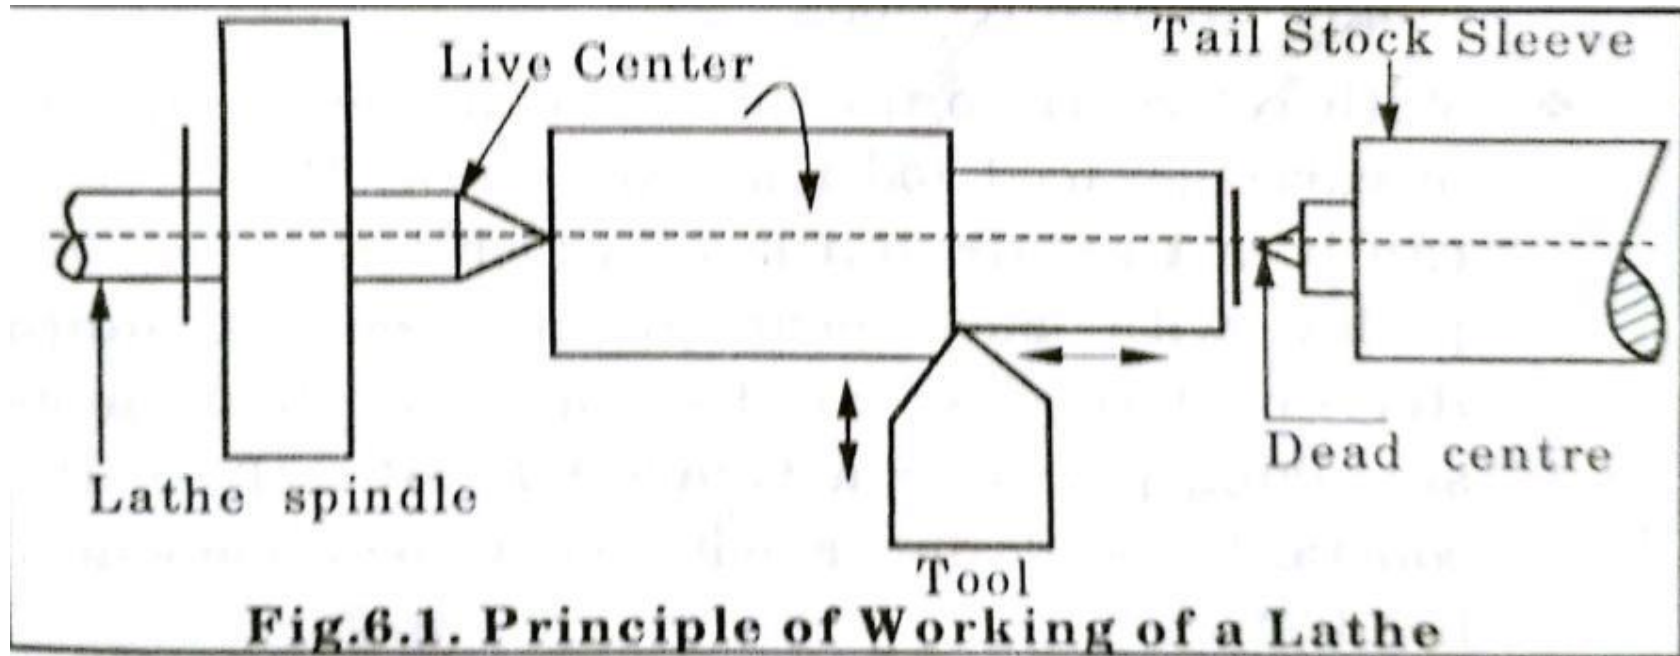 Tail Stock Sleeve
Live Center
Dead centre
Lathe spindle
Tool
Fig.6.1. Principle of Working of a Lathe